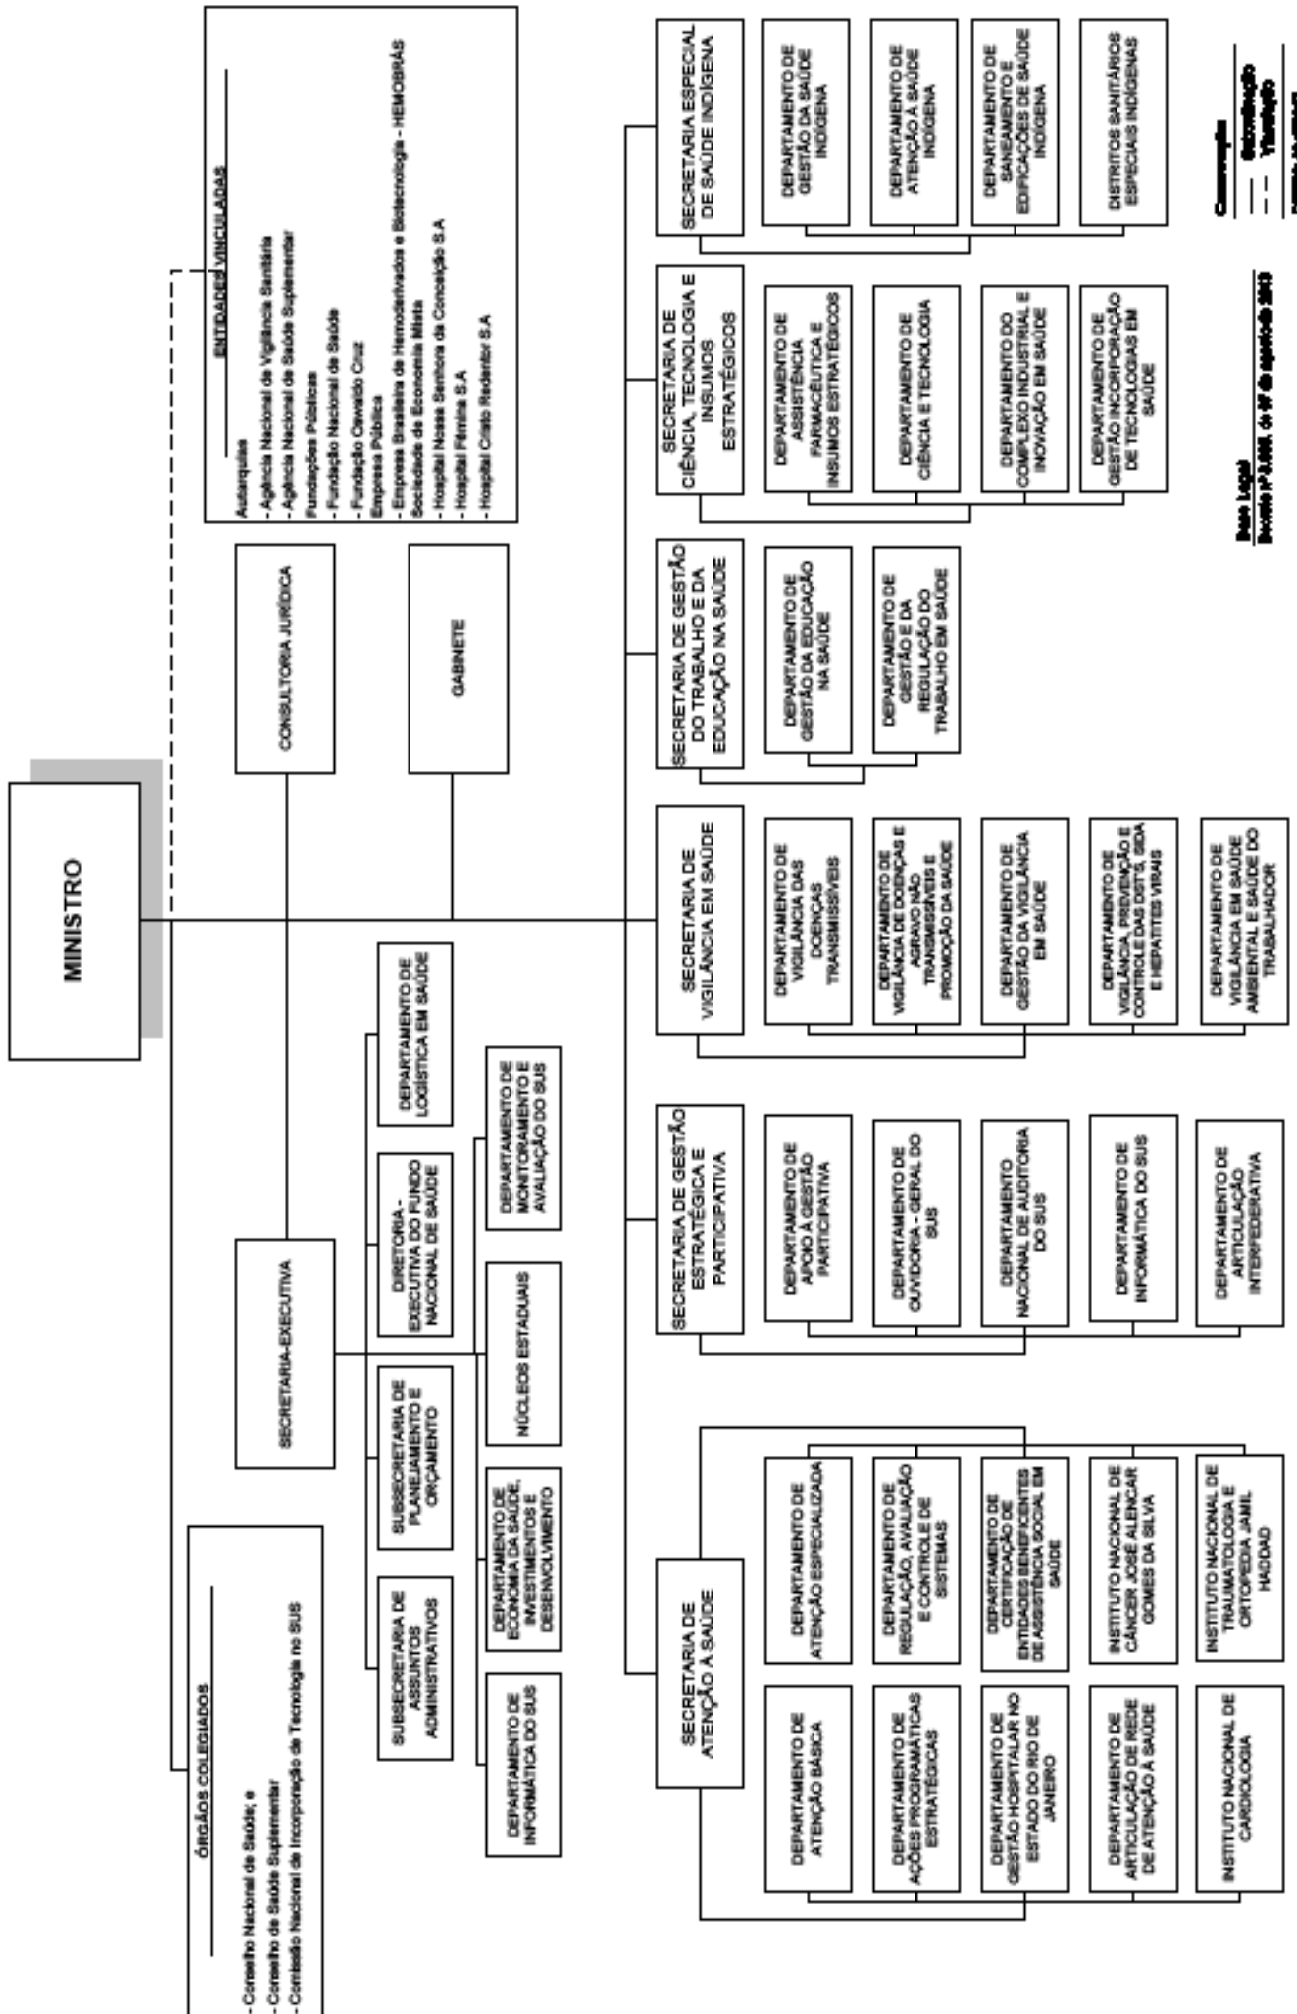 MINISTRO
ÓRGÃOS COLEGIADOS
- Conselho Nacional de Saúde; e
- Conselho de Saúde Suplementar
- Comissão Nacional de Incorporação de Tecnologia no SUS
ENTIDADES VINCULADAS
Autarquias
- Agência Nacional de Vigilância Sanitária
- Agência Nacional de Saúde Suplementar
Fundações Públicas
- Fundação Nacional de Saúde
- Fundação Oswaldo Cruz
Empresa Pública
- Empresa Brasileira de Hemoderivados e Biotecnologia - HEMOBRÁS
Sociedade de Economia Mista
- Hospital Nossa Senhora da Conceição S.A
- Hospital Fêmina S.A
- Hospital Cristo Redentor S.A
SECRETARIA-EXECUTIVA
CONSULTORIA JURÍDICA
GABINETE
SUBSECRETARIA DE
ASSUNTOS
ADMINISTRATIVOS
SUBSECRETARIA DE
PLANEJAMENTO E
ORÇAMENTO
DIRETORIA -
EXECUTIVA DO FUNDO
NACIONAL DE SAÚDE
DEPARTAMENTO DE
LOGÍSTICA EM SAÚDE
DEPARTAMENTO DE
INFORMÁTICA DO SUS
DEPARTAMENTO DE
ECONOMIA DA SAÚDE,
INVESTIMENTOS E
DESENVOLVIMENTO
NÚCLEOS ESTADUAIS
DEPARTAMENTO DE
MONITORAMENTO E
AVALIAÇÃO DO SUS
SECRETARIA DE
ATENÇÃO À SAÚDE
DEPARTAMENTO DE
ATENÇÃO BÁSICA
DEPARTAMENTO DE
AÇÕES PROGRAMÁTICAS
ESTRATÉGICAS
DEPARTAMENTO DE
GESTÃO HOSPITALAR NO
ESTADO DO RIO DE
JANEIRO
DEPARTAMENTO DE
ARTICULAÇÃO DE REDE
DE ATENÇÃO À SAÚDE
INSTITUTO NACIONAL DE
CARDIOLOGIA
DEPARTAMENTO DE
ATENÇÃO ESPECIALIZADA
DEPARTAMENTO DE
REGULAÇÃO, AVALIAÇÃO
E CONTROLE DE
SISTEMAS
DEPARTAMENTO DE
CERTIFICAÇÃO DE
ENTIDADES BENEFICENTES
DE ASSISTÊNCIA SOCIAL EM
SAÚDE
INSTITUTO NACIONAL DE
CÂNCER JOSÉ ALENCAR
GOMES DA SILVA
INSTITUTO NACIONAL DE
TRAUMATOLOGIA E
ORTOPEDIA JAMIL
HADDAD
SECRETARIA DE GESTÃO
ESTRATÉGICA E
PARTICIPATIVA
DEPARTAMENTO DE
APOIO À GESTÃO
PARTICIPATIVA
DEPARTAMENTO DE
OUVIDORIA - GERAL DO
SUS
DEPARTAMENTO
NACIONAL DE AUDITORIA
DO SUS
DEPARTAMENTO DE
INFORMÁTICA DO SUS
DEPARTAMENTO DE
ARTICULAÇÃO
INTERFEDERATIVA
SECRETARIA DE
VIGILÂNCIA EM SAÚDE
DEPARTAMENTO DE
VIGILÂNCIA DAS
DOENÇAS
TRANSMISSÍVEIS
DEPARTAMENTO DE
VIGILÂNCIA DE DOENÇAS E
AGRAVO NÃO
TRANSMISSÍVEIS E
PROMOÇÃO DA SAÚDE
DEPARTAMENTO DE
GESTÃO DA VIGILÂNCIA
EM SAÚDE
DEPARTAMENTO DE
VIGILÂNCIA, PREVENÇÃO E
CONTROLE DAS DST'S, SIDA
E HEPATITES VIRAIS
DEPARTAMENTO DE
VIGILÂNCIA EM SAÚDE
AMBIENTAL E SAÚDE DO
TRABALHADOR
SECRETARIA DE GESTÃO
DO TRABALHO E DA
EDUCAÇÃO NA SAÚDE
DEPARTAMENTO DE
GESTÃO DA EDUCAÇÃO
NA SAÚDE
DEPARTAMENTO DE
GESTÃO E DA
REGULAÇÃO DO
TRABALHO EM SAÚDE
SECRETARIA DE
CIÊNCIA, TECNOLOGIA E
INSUMOS
ESTRATÉGICOS
DEPARTAMENTO DE
ASSISTÊNCIA
FARMACÊUTICA E
INSUMOS ESTRATÉGICOS
DEPARTAMENTO DE
CIÊNCIA E TECNOLOGIA
DEPARTAMENTO DO
COMPLEXO INDUSTRIAL E
INOVAÇÃO EM SAÚDE
DEPARTAMENTO DE
GESTÃO INCORPORAÇÃO
DE TECNOLOGIAS EM
SAÚDE
SECRETARIA ESPECIAL
DE SAÚDE INDÍGENA
DEPARTAMENTO DE
GESTÃO DA SAÚDE
INDÍGENA
DEPARTAMENTO DE
ATENÇÃO À SAÚDE
INDÍGENA
DEPARTAMENTO DE
SANEAMENTO E
EDIFICAÇÕES DE SAÚDE
INDÍGENA
DISTRITOS SANITÁRIOS
ESPECIAIS INDÍGENAS
Base Legal
de agosto de 2013
Subordinação
Vinculação